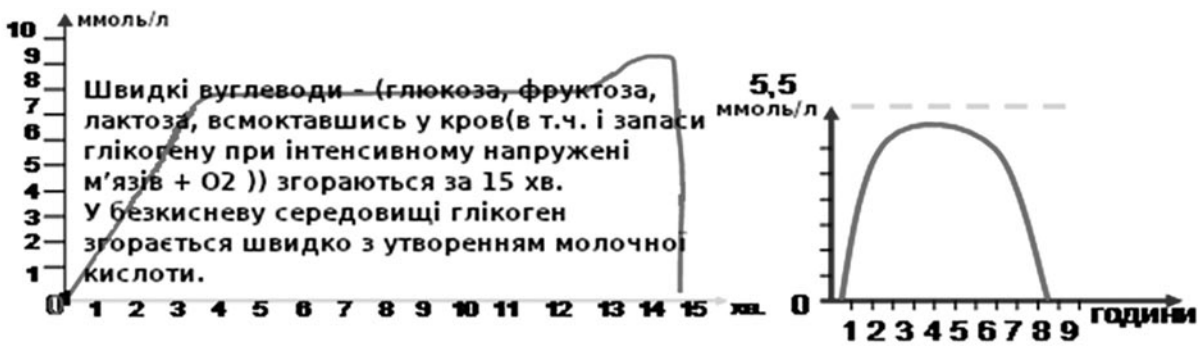 10 ммоль/л
9
8
7
6
5
4
3
2
1
0
Швидкі вуглеводи - (глюкоза, фруктоза,
лактоза, всмоктавшись у кров(в т.ч. і запаси
глікогену при інтенсивному напружені
м’язів + О2 )) згораються за 15 хв.
У безкисневу середовищі глікоген
згорається швидко з утворенням молочної
кислоти.
1 2 3 4 5 6 7 8 9 10 11 12 13 14 15 хв.
5,5
ммоль/л
0
1 2 3 4 5 6 7 8 9 години